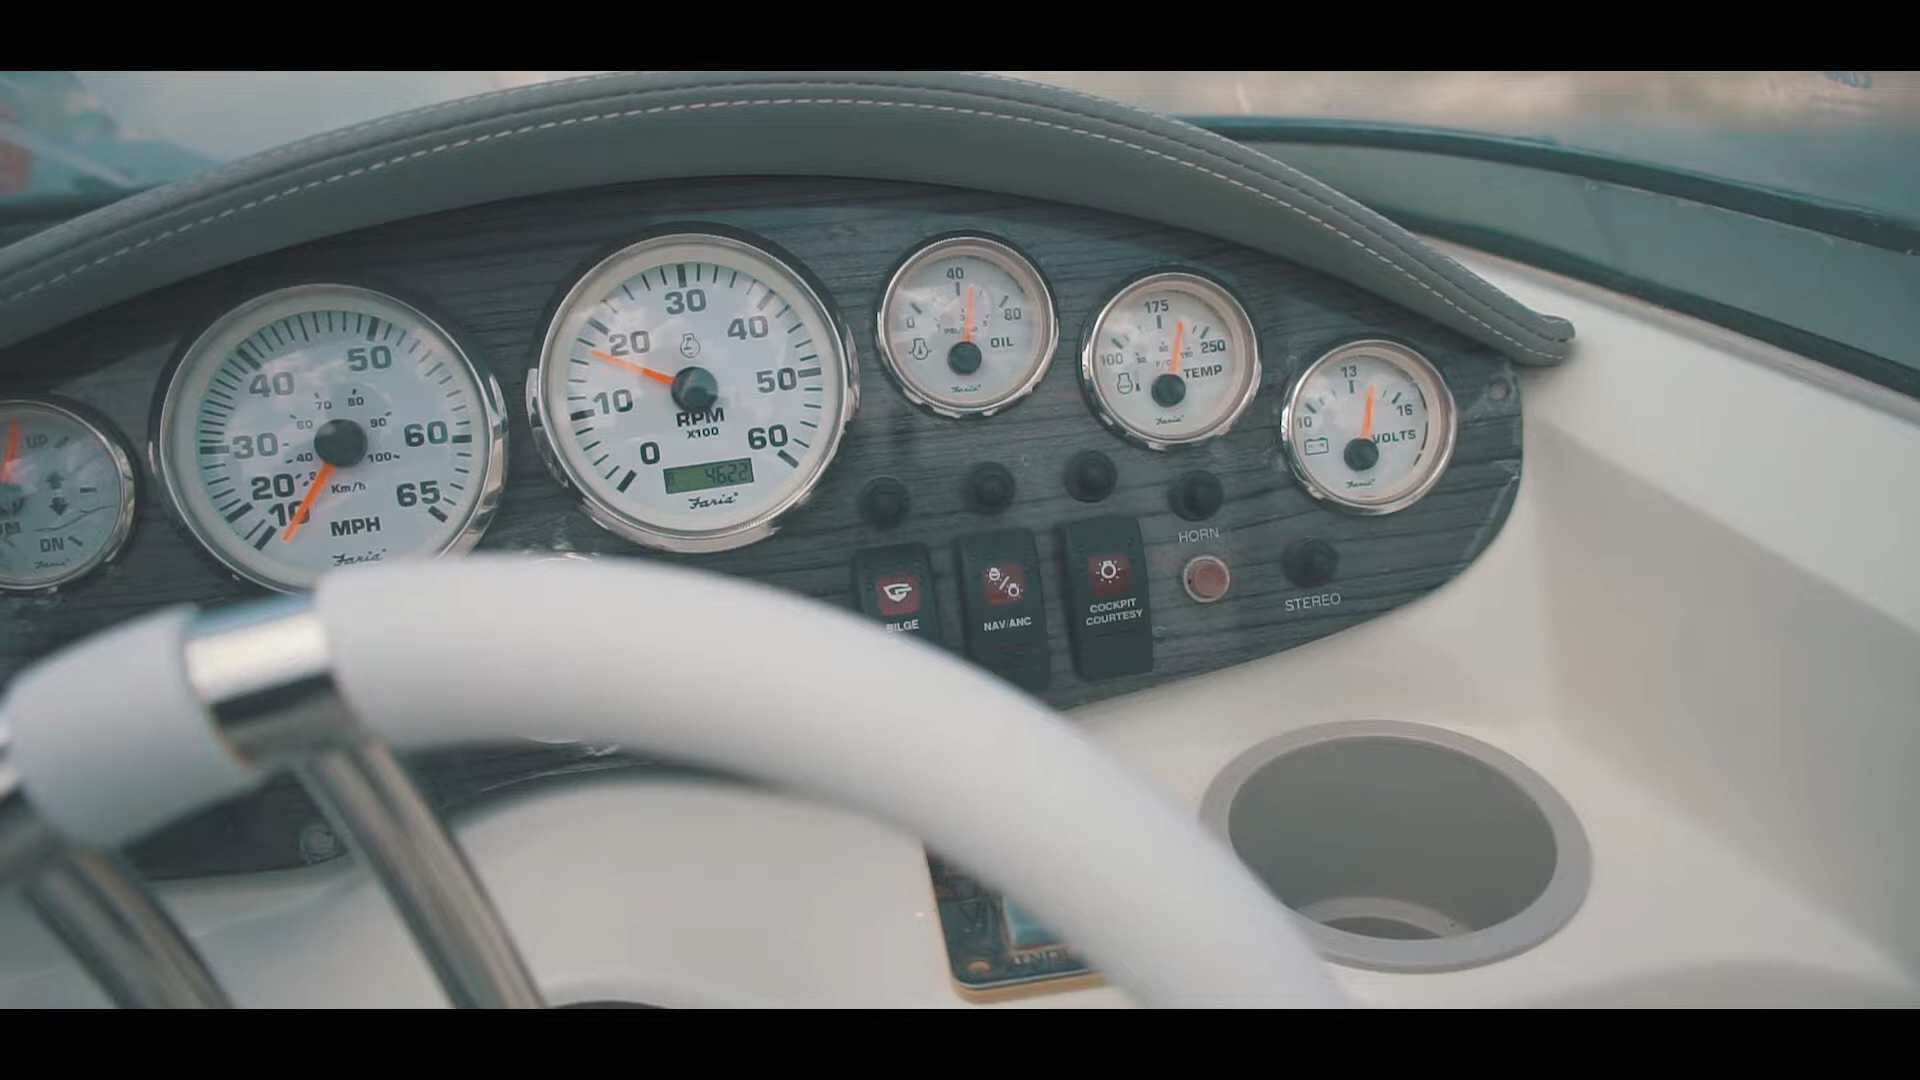 UP
DN
Faria
50
40
70
80
60
90
30
60
40
100
20
Km/h
65
10
MPH
Faria
30
20
40
10
50
RPM
X100
0
60
4622
Faria
40
0
80
OIL
Faria
175
100
250
TEMP
Faria
13
10
16
VOLTS
Faria
HORN
STEREO
BILGE
NAV/ANC
COCKPIT
COURTESY